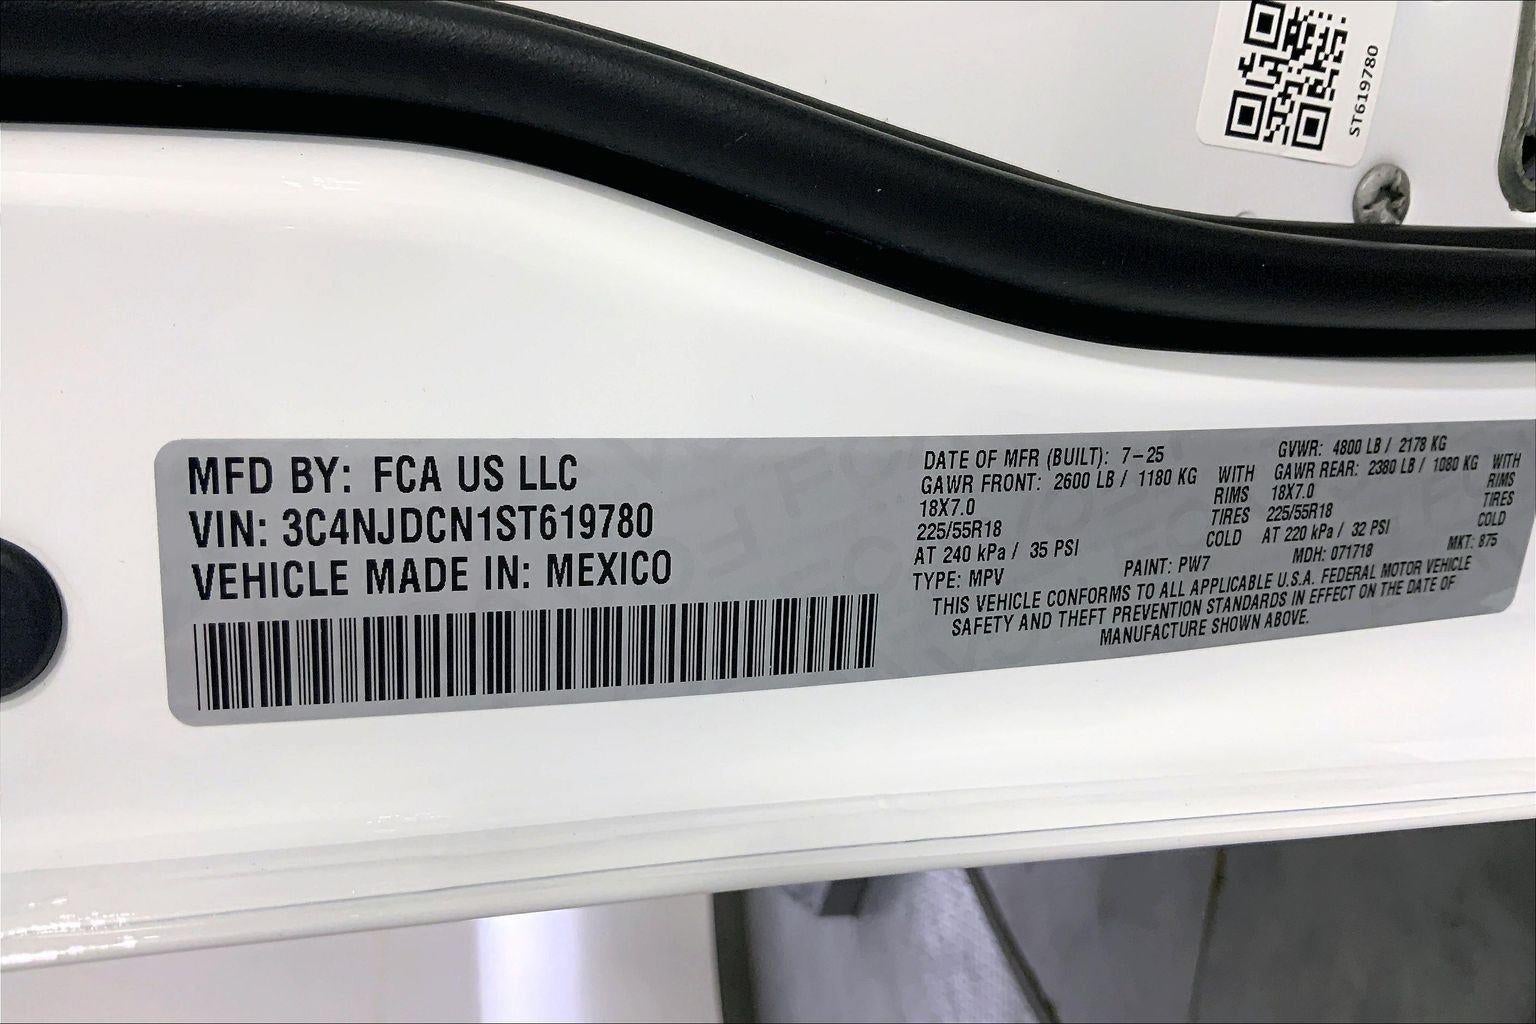 ST619780
MFD BY: FCA US LLC
VIN: 3C4NJDCN1ST619780
VEHICLE MADE IN: MEXICO
DATE OF MFR (BUILT): 7-25
GAWR FRONT: 2600 LB / 1180 KG WITH
18X7.0 RIMS
225/55R18 TIRES
AT 240 kPa / 35 PSI COLD
TYPE: MPV
GVWR: 4800 LB / 2178 KG
GAWR REAR: 2380 LB / 1080 KG WITH
18X7.0 RIMS
225/55R18 TIRES
AT 220 kPa / 32 PSI COLD
PAINT: PW7 MDH: 071718 MKT: 875
THIS VEHICLE CONFORMS TO ALL APPLICABLE U.S.A. FEDERAL MOTOR VEHICLE
SAFETY AND THEFT PREVENTION STANDARDS IN EFFECT ON THE DATE OF
MANUFACTURE SHOWN ABOVE.